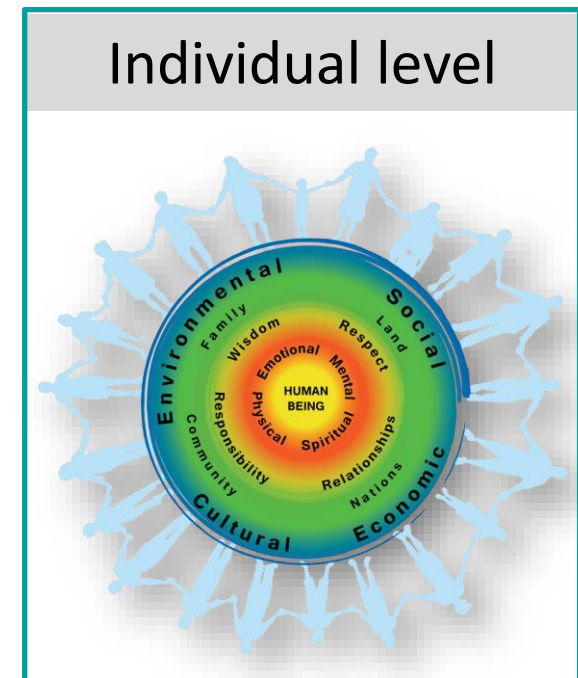 Individual level
HUMAN
BEING
Emotional
Mental
Spiritual
Physical
Wisdom
Respect
Relationships
Responsibility
Family
Land
Nations
Community
Environmental
Social
Economic
Cultural